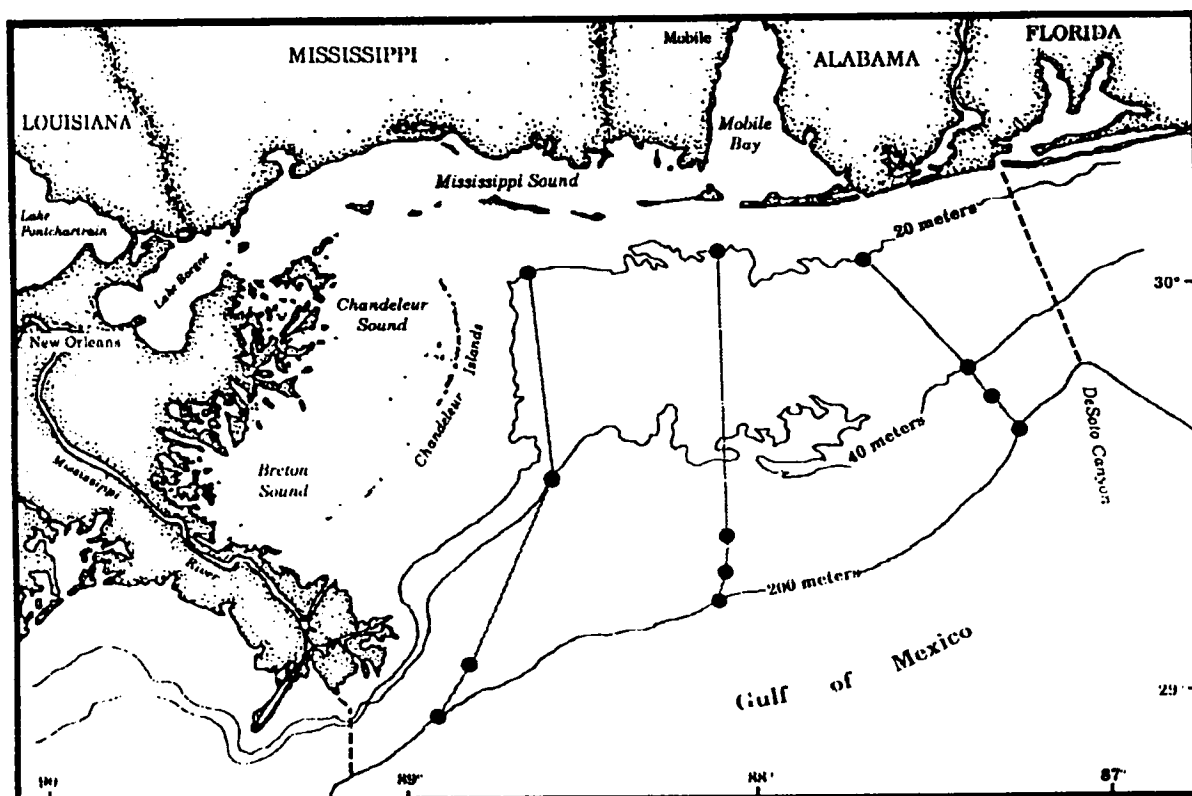 MISSISSIPPI
Mobile
ALABAMA
FLORIDA
LOUISIANA
Mobile
Bay
Mississippi Sound
Lake
Pontchartrain
Lake Borgne
20 meters
30°
Chandeleur
Sound
New Orleans
Chandeleur Islands
DeSoto Canyon
40 meters
Mississippi
River
Breton
Sound
200 meters
Gulf of Mexico
29°
90°
89°
88°
87°